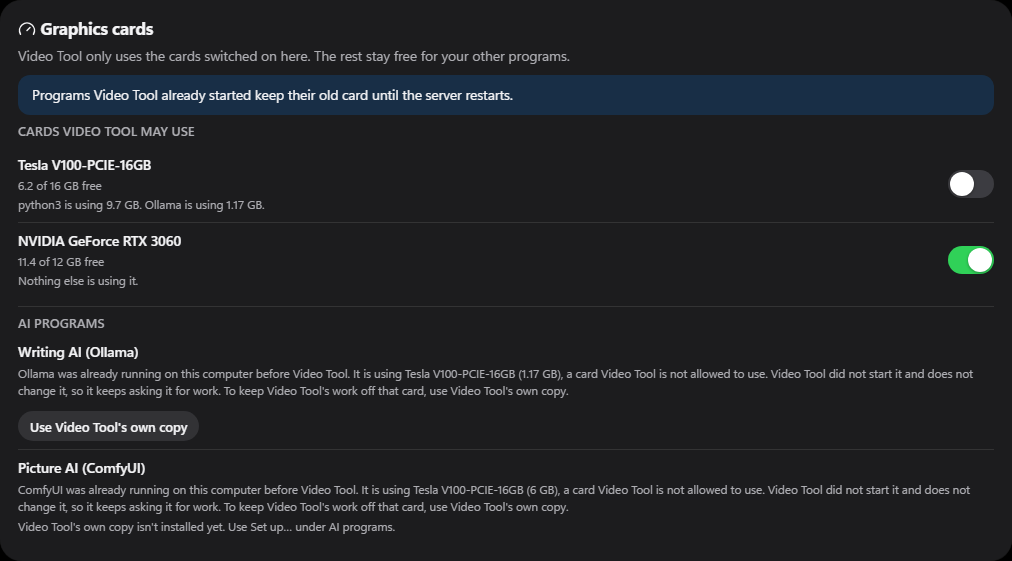 Graphics cards
Video Tool only uses the cards switched on here. The rest stay free for your other programs.
Programs Video Tool already started keep their old card until the server restarts.
CARDS VIDEO TOOL MAY USE
Tesla V100-PCIE-16GB
6.2 of 16 GB free
python3 is using 9.7 GB. Ollama is using 1.17 GB.
NVIDIA GeForce RTX 3060
11.4 of 12 GB free
Nothing else is using it.
AI PROGRAMS
Writing AI (Ollama)
Ollama was already running on this computer before Video Tool. It is using Tesla V100-PCIE-16GB (1.17 GB), a card Video Tool is not allowed to use. Video Tool did not start it and does not
change it, so it keeps asking it for work. To keep Video Tool's work off that card, use Video Tool's own copy.
Use Video Tool's own copy
Picture AI (ComfyUI)
ComfyUI was already running on this computer before Video Tool. It is using Tesla V100-PCIE-16GB (6 GB), a card Video Tool is not allowed to use. Video Tool did not start it and does not
change it, so it keeps asking it for work. To keep Video Tool's work off that card, use Video Tool's own copy.
Video Tool's own copy isn't installed yet. Use Set up... under AI programs.